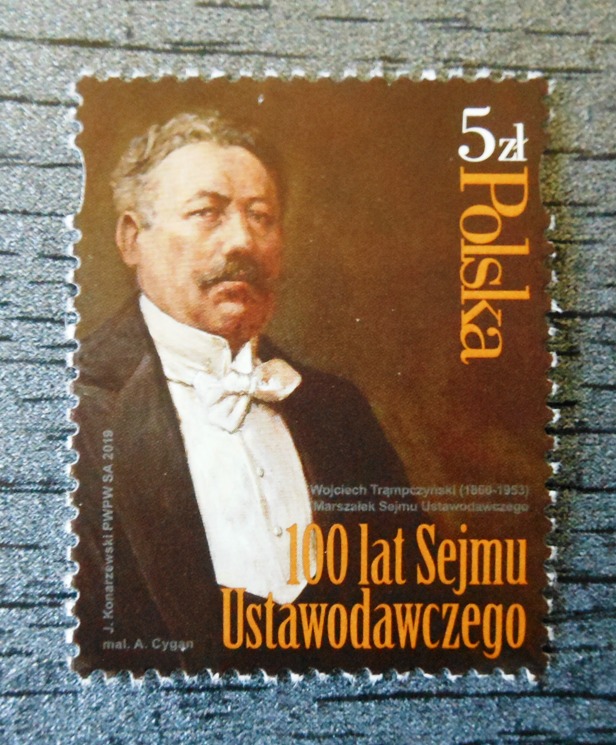 5zł
Polska
Wojciech Trąmpczyński (1860-1953)
Marszałek Sejmu Ustawodawczego
100 lat Sejmu
Ustawodawczego
J. Konarzewski PWPW SA 2019
mal. A. Cygan